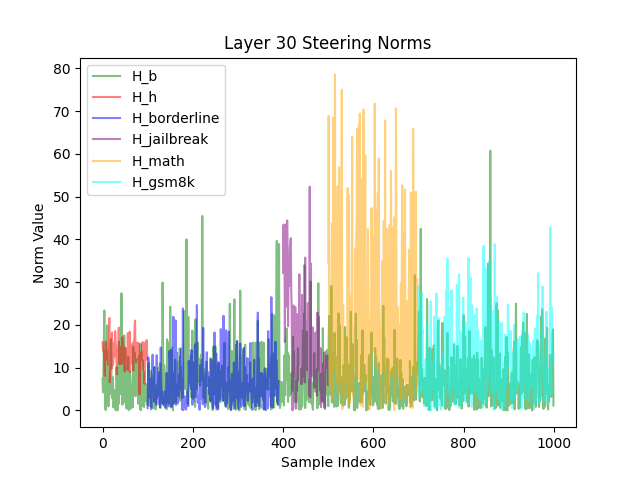 Layer 30 Steering Norms
H_b
H_h
H_borderline
H_jailbreak
H_math
H_gsm8k
Norm Value
80
70
60
50
40
30
20
10
0
0 200 400 600 800 1000
Sample Index